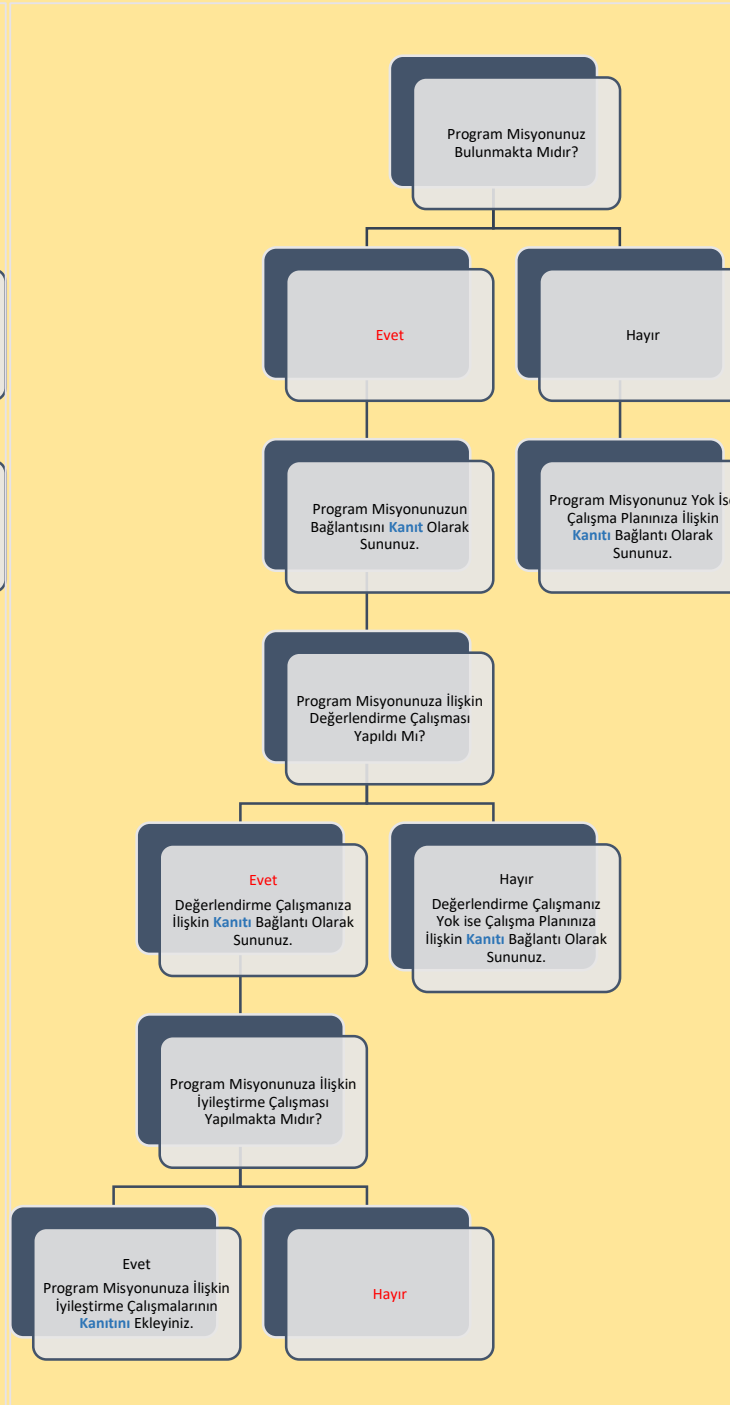 Program Misyonunuz
Bulunmakta Mıdır?
Evet
Hayır
Program Misyonunuzun
Bağlantısını Kanıt Olarak
Sununuz.
Program Misyonunuz Yok İse
Çalışma Planınıza İlişkin
Kanıtı Bağlantı Olarak
Sununuz.
Program Misyonunuza İlişkin
Değerlendirme Çalışması
Yapıldı Mı?
Evet
Değerlendirme Çalışmanıza
İlişkin Kanıtı Bağlantı Olarak
Sununuz.
Hayır
Değerlendirme Çalışmanız
Yok ise Çalışma Planınıza
İlişkin Kanıtı Bağlantı Olarak
Sununuz.
Program Misyonunuza İlişkin
İyileştirme Çalışması
Yapılmakta Mıdır?
Evet
Program Misyonunuza İlişkin
İyileştirme Çalışmalarının
Kanıtını Ekleyiniz.
Hayır